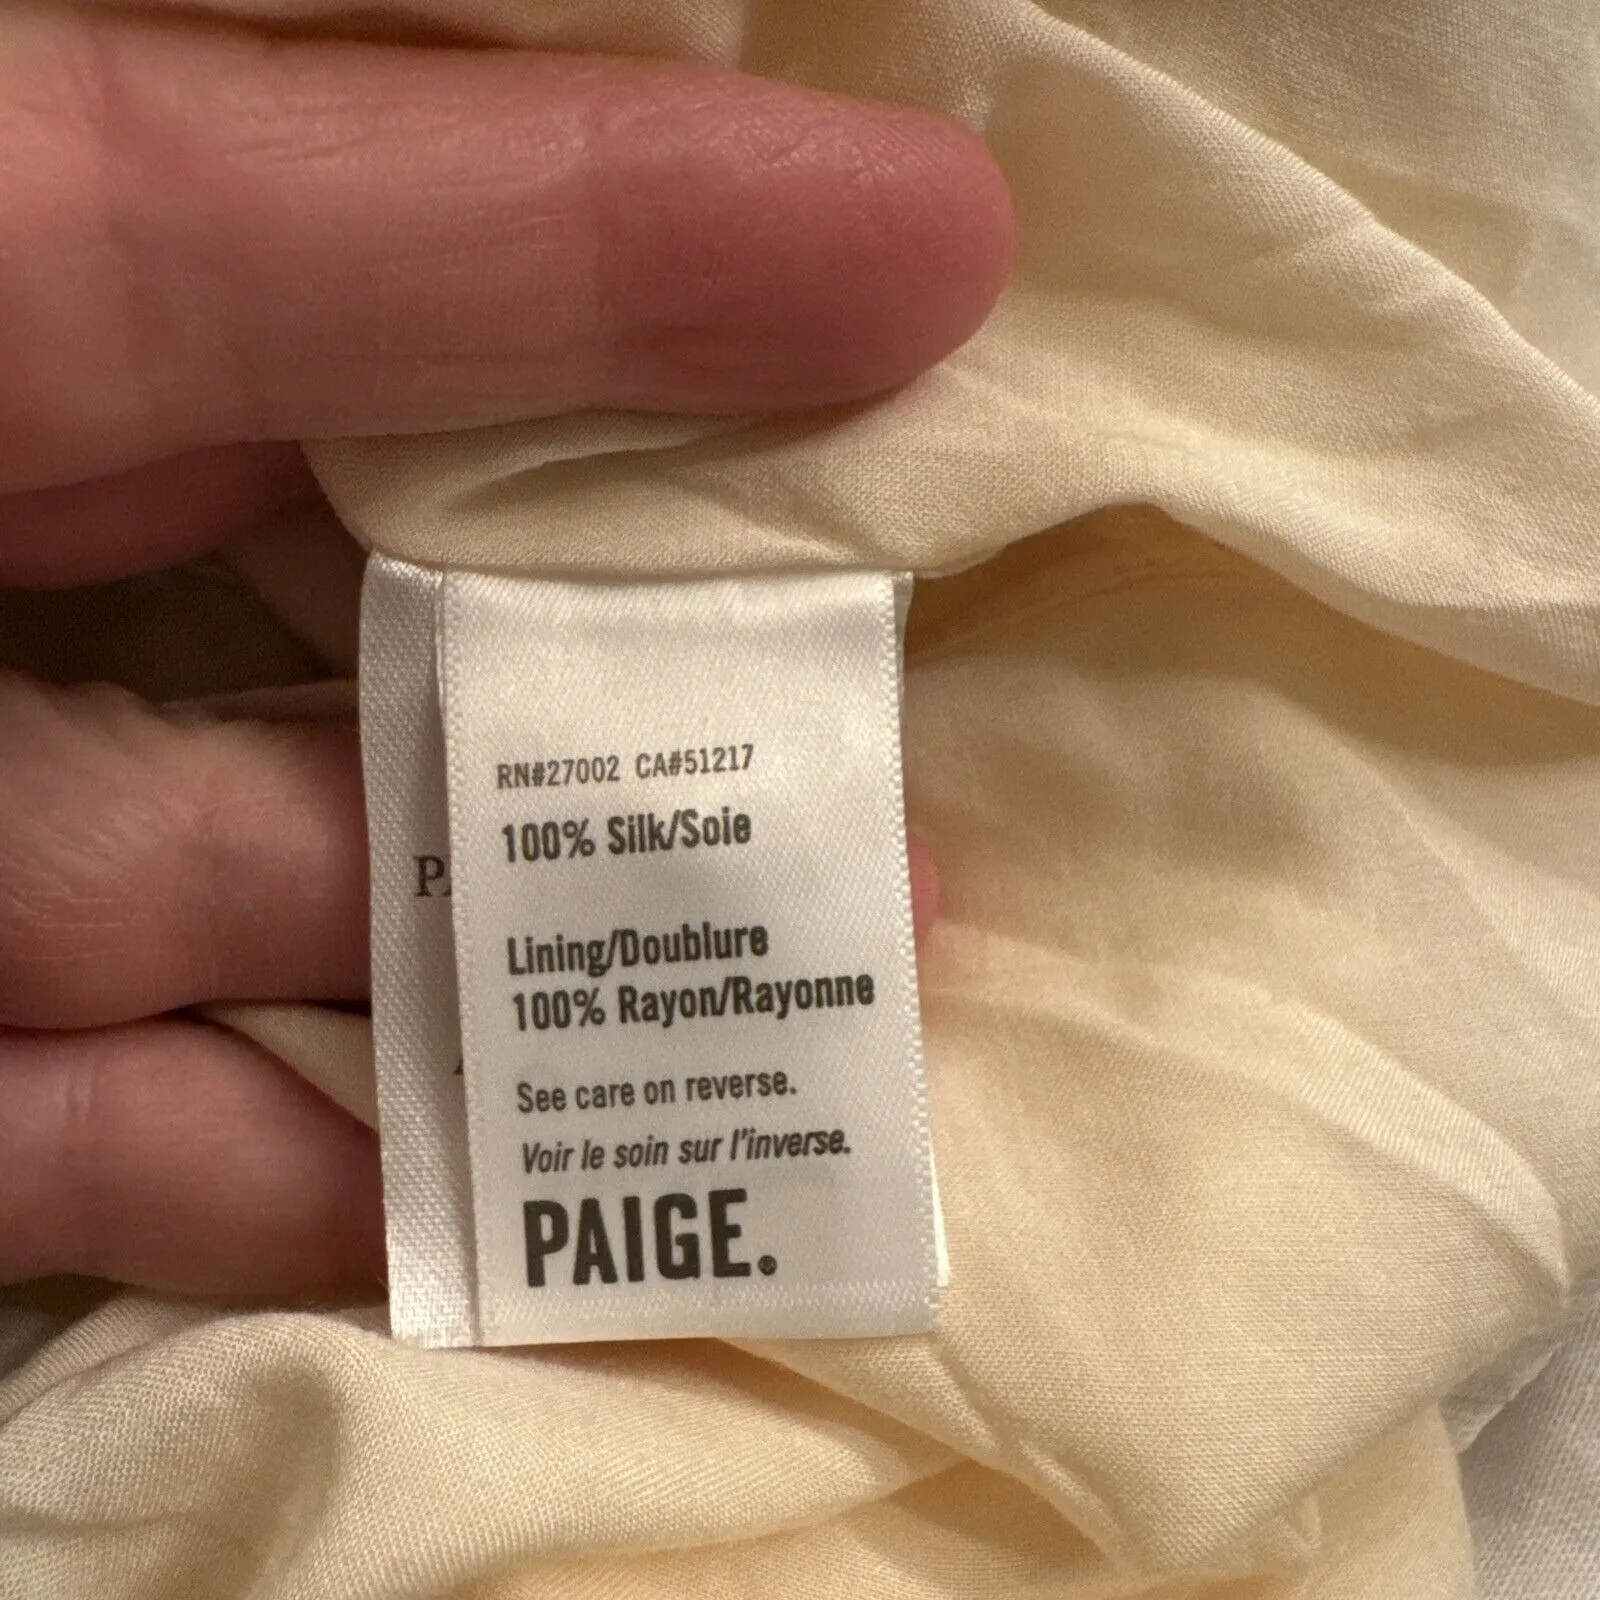 RN#27002 CA#51217
100% Silk/Soie
Lining/Doublure
100% Rayon/Rayonne
See care on reverse.
Voir le soin sur l'inverse.
PAIGE.®